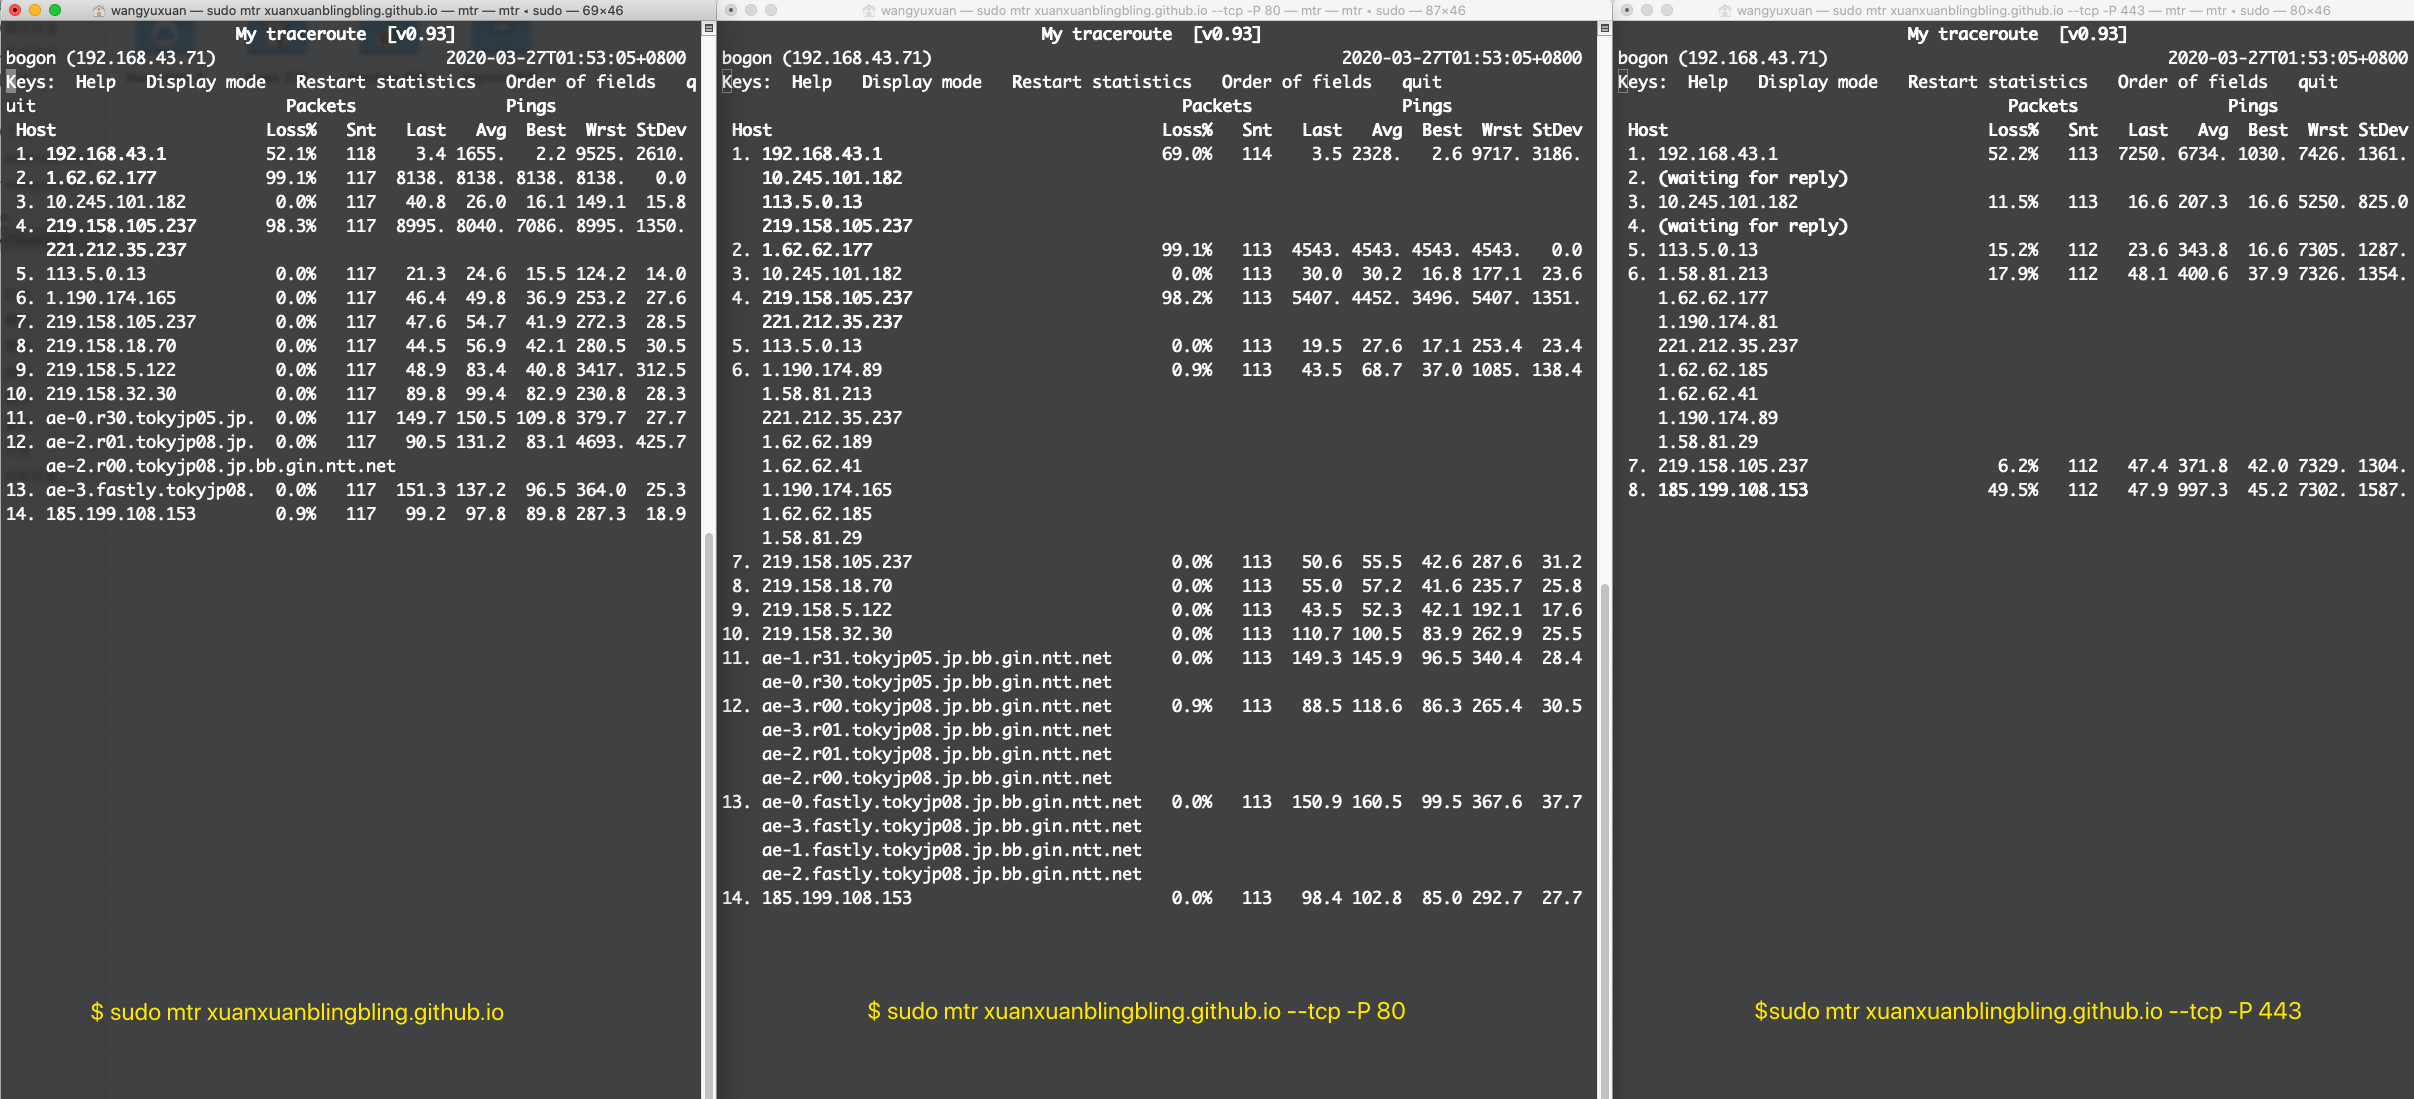 wangyuxuan — sudo mtr xuanxuanblingbling.github.io — mtr — mtr ◂ sudo — 69×46
My traceroute [v0.93]
bogon (192.168.43.71) 2020-03-27T01:53:05+0800
Keys: Help Display mode Restart statistics Order of fields q
uit Packets Pings
Host Loss% Snt Last Avg Best Wrst StDev
1. 192.168.43.1 52.1% 118 3.4 1655. 2.2 9525. 2610.
2. 1.62.62.177 99.1% 117 8138. 8138. 8138. 8138. 0.0
3. 10.245.101.182 0.0% 117 40.8 26.0 16.1 149.1 15.8
4. 219.158.105.237 98.3% 117 8995. 8040. 7086. 8995. 1350.
221.212.35.237
5. 113.5.0.13 0.0% 117 21.3 24.6 15.5 124.2 14.0
6. 1.190.174.165 0.0% 117 46.4 49.8 36.9 253.2 27.6
7. 219.158.105.237 0.0% 117 47.6 54.7 41.9 272.3 28.5
8. 219.158.18.70 0.0% 117 44.5 56.9 42.1 280.5 30.5
9. 219.158.5.122 0.0% 117 48.9 83.4 40.8 3417. 312.5
10. 219.158.32.30 0.0% 117 89.8 99.4 82.9 230.8 28.3
11. ae-0.r30.tokyjp05.jp. 0.0% 117 149.7 150.5 109.8 379.7 27.7
12. ae-2.r01.tokyjp08.jp. 0.0% 117 90.5 131.2 83.1 4693. 425.7
ae-2.r00.tokyjp08.jp.bb.gin.ntt.net
13. ae-3.fastly.tokyjp08. 0.0% 117 151.3 137.2 96.5 364.0 25.3
14. 185.199.108.153 0.9% 117 99.2 97.8 89.8 287.3 18.9
$ sudo mtr xuanxuanblingbling.github.io
wangyuxuan — sudo mtr xuanxuanblingbling.github.io --tcp -P 80 — mtr — mtr ◂ sudo — 87×46
My traceroute [v0.93]
bogon (192.168.43.71) 2020-03-27T01:53:05+0800
Keys: Help Display mode Restart statistics Order of fields quit
Packets Pings
Host Loss% Snt Last Avg Best Wrst StDev
1. 192.168.43.1 69.0% 114 3.5 2328. 2.6 9717. 3186.
10.245.101.182
113.5.0.13
219.158.105.237
2. 1.62.62.177 99.1% 113 4543. 4543. 4543. 4543. 0.0
3. 10.245.101.182 0.0% 113 30.0 30.2 16.8 177.1 23.6
4. 219.158.105.237 98.2% 113 5407. 4452. 3496. 5407. 1351.
221.212.35.237
5. 113.5.0.13 0.0% 113 19.5 27.6 17.1 253.4 23.4
6. 1.190.174.89 0.9% 113 43.5 68.7 37.0 1085. 138.4
1.58.81.213
221.212.35.237
1.62.62.189
1.62.62.41
1.190.174.165
1.62.62.185
1.58.81.29
7. 219.158.105.237 0.0% 113 50.6 55.5 42.6 287.6 31.2
8. 219.158.18.70 0.0% 113 55.0 57.2 41.6 235.7 25.8
9. 219.158.5.122 0.0% 113 43.5 52.3 42.1 192.1 17.6
10. 219.158.32.30 0.0% 113 110.7 100.5 83.9 262.9 25.5
11. ae-1.r31.tokyjp05.jp.bb.gin.ntt.net 0.0% 113 149.3 145.9 96.5 340.4 28.4
ae-0.r30.tokyjp05.jp.bb.gin.ntt.net
12. ae-3.r00.tokyjp08.jp.bb.gin.ntt.net 0.9% 113 88.5 118.6 86.3 265.4 30.5
ae-3.r01.tokyjp08.jp.bb.gin.ntt.net
ae-2.r01.tokyjp08.jp.bb.gin.ntt.net
ae-2.r00.tokyjp08.jp.bb.gin.ntt.net
13. ae-0.fastly.tokyjp08.jp.bb.gin.ntt.net 0.0% 113 150.9 160.5 99.5 367.6 37.7
ae-3.fastly.tokyjp08.jp.bb.gin.ntt.net
ae-1.fastly.tokyjp08.jp.bb.gin.ntt.net
ae-2.fastly.tokyjp08.jp.bb.gin.ntt.net
14. 185.199.108.153 0.0% 113 98.4 102.8 85.0 292.7 27.7
$ sudo mtr xuanxuanblingbling.github.io --tcp -P 80
wangyuxuan — sudo mtr xuanxuanblingbling.github.io --tcp -P 443 — mtr — mtr ◂ sudo — 80×46
My traceroute [v0.93]
bogon (192.168.43.71) 2020-03-27T01:53:05+0800
Keys: Help Display mode Restart statistics Order of fields quit
Packets Pings
Host Loss% Snt Last Avg Best Wrst StDev
1. 192.168.43.1 52.2% 113 7250. 6734. 1030. 7426. 1361.
2. (waiting for reply)
3. 10.245.101.182 11.5% 113 16.6 207.3 16.6 5250. 825.0
4. (waiting for reply)
5. 113.5.0.13 15.2% 112 23.6 343.8 16.6 7305. 1287.
6. 1.58.81.213 17.9% 112 48.1 400.6 37.9 7326. 1354.
1.62.62.177
1.190.174.81
221.212.35.237
1.62.62.185
1.62.62.41
1.190.174.89
1.58.81.29
7. 219.158.105.237 6.2% 112 47.4 371.8 42.0 7329. 1304.
8. 185.199.108.153 49.5% 112 47.9 997.3 45.2 7302. 1587.
$sudo mtr xuanxuanblingbling.github.io --tcp -P 443